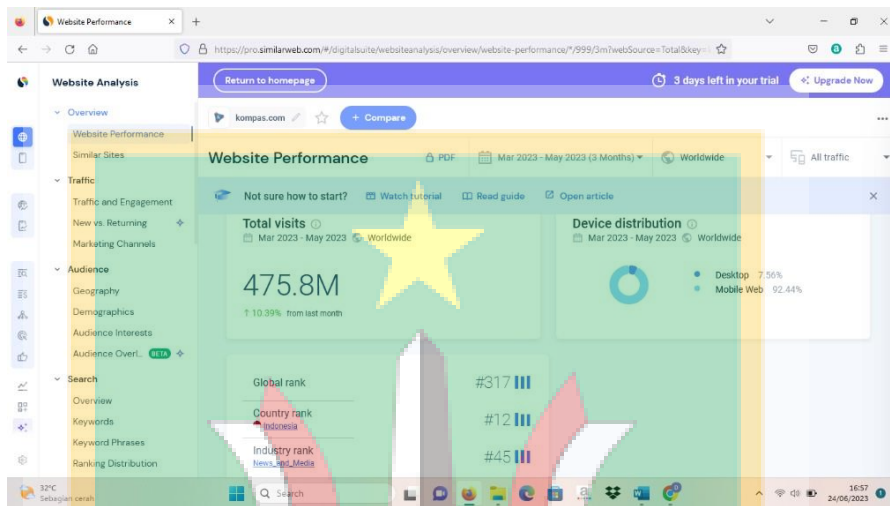 Website Performance
https://pro.similarweb.com/#/digitalsuite/websiteanalysis/overview/website-performance/*/999/3m?webSource=Total&key=
Website Analysis
Return to homepage
3 days left in your trial
Upgrade Now
Overview
Website Performance
Similar Sites
Traffic
Traffic and Engagement
New vs. Returning
Marketing Channels
Audience
Geography
Demographics
Audience Interests
Audience Overl... BETA
Search
Overview
Keywords
Keyword Phrases
Ranking Distribution
kompas.com
+ Compare
Website Performance
PDF
Mar 2023 - May 2023 (3 Months)
Worldwide
All traffic
Not sure how to start? Watch tutorial Read guide Open article
Total visits
Mar 2023 - May 2023 Worldwide
475.8M
↑ 10.39% from last month
Device distribution
Mar 2023 - May 2023 Worldwide
Desktop 7.56%
Mobile Web 92.44%
Global rank #317
Country rank #12
Indonesia
Industry rank #45
News_and_Media
32°C
Sebagian cerah
Search
16:57
24/06/2023